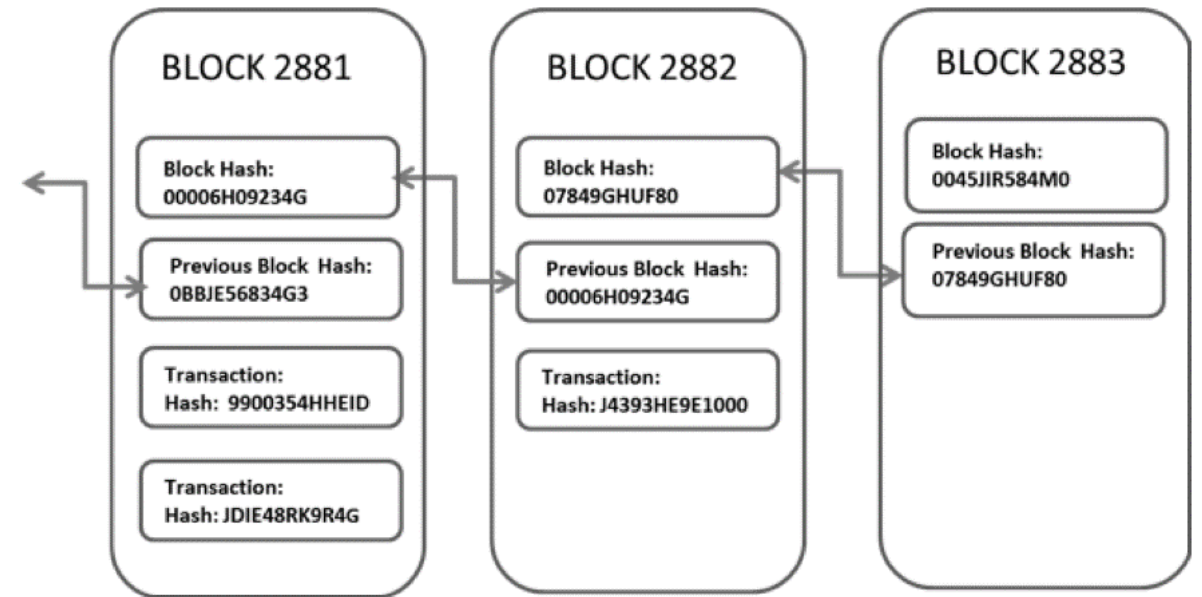 BLOCK 2881
Block Hash:
00006H09234G
Previous Block Hash:
0BBJE56834G3
Transaction:
Hash: 9900354HHEID
Transaction:
Hash: JDIE48RK9R4G
BLOCK 2882
Block Hash:
07849GHUF80
Previous Block Hash:
00006H09234G
Transaction:
Hash: J4393HE9E1000
BLOCK 2883
Block Hash:
0045JIR584M0
Previous Block Hash:
07849GHUF80